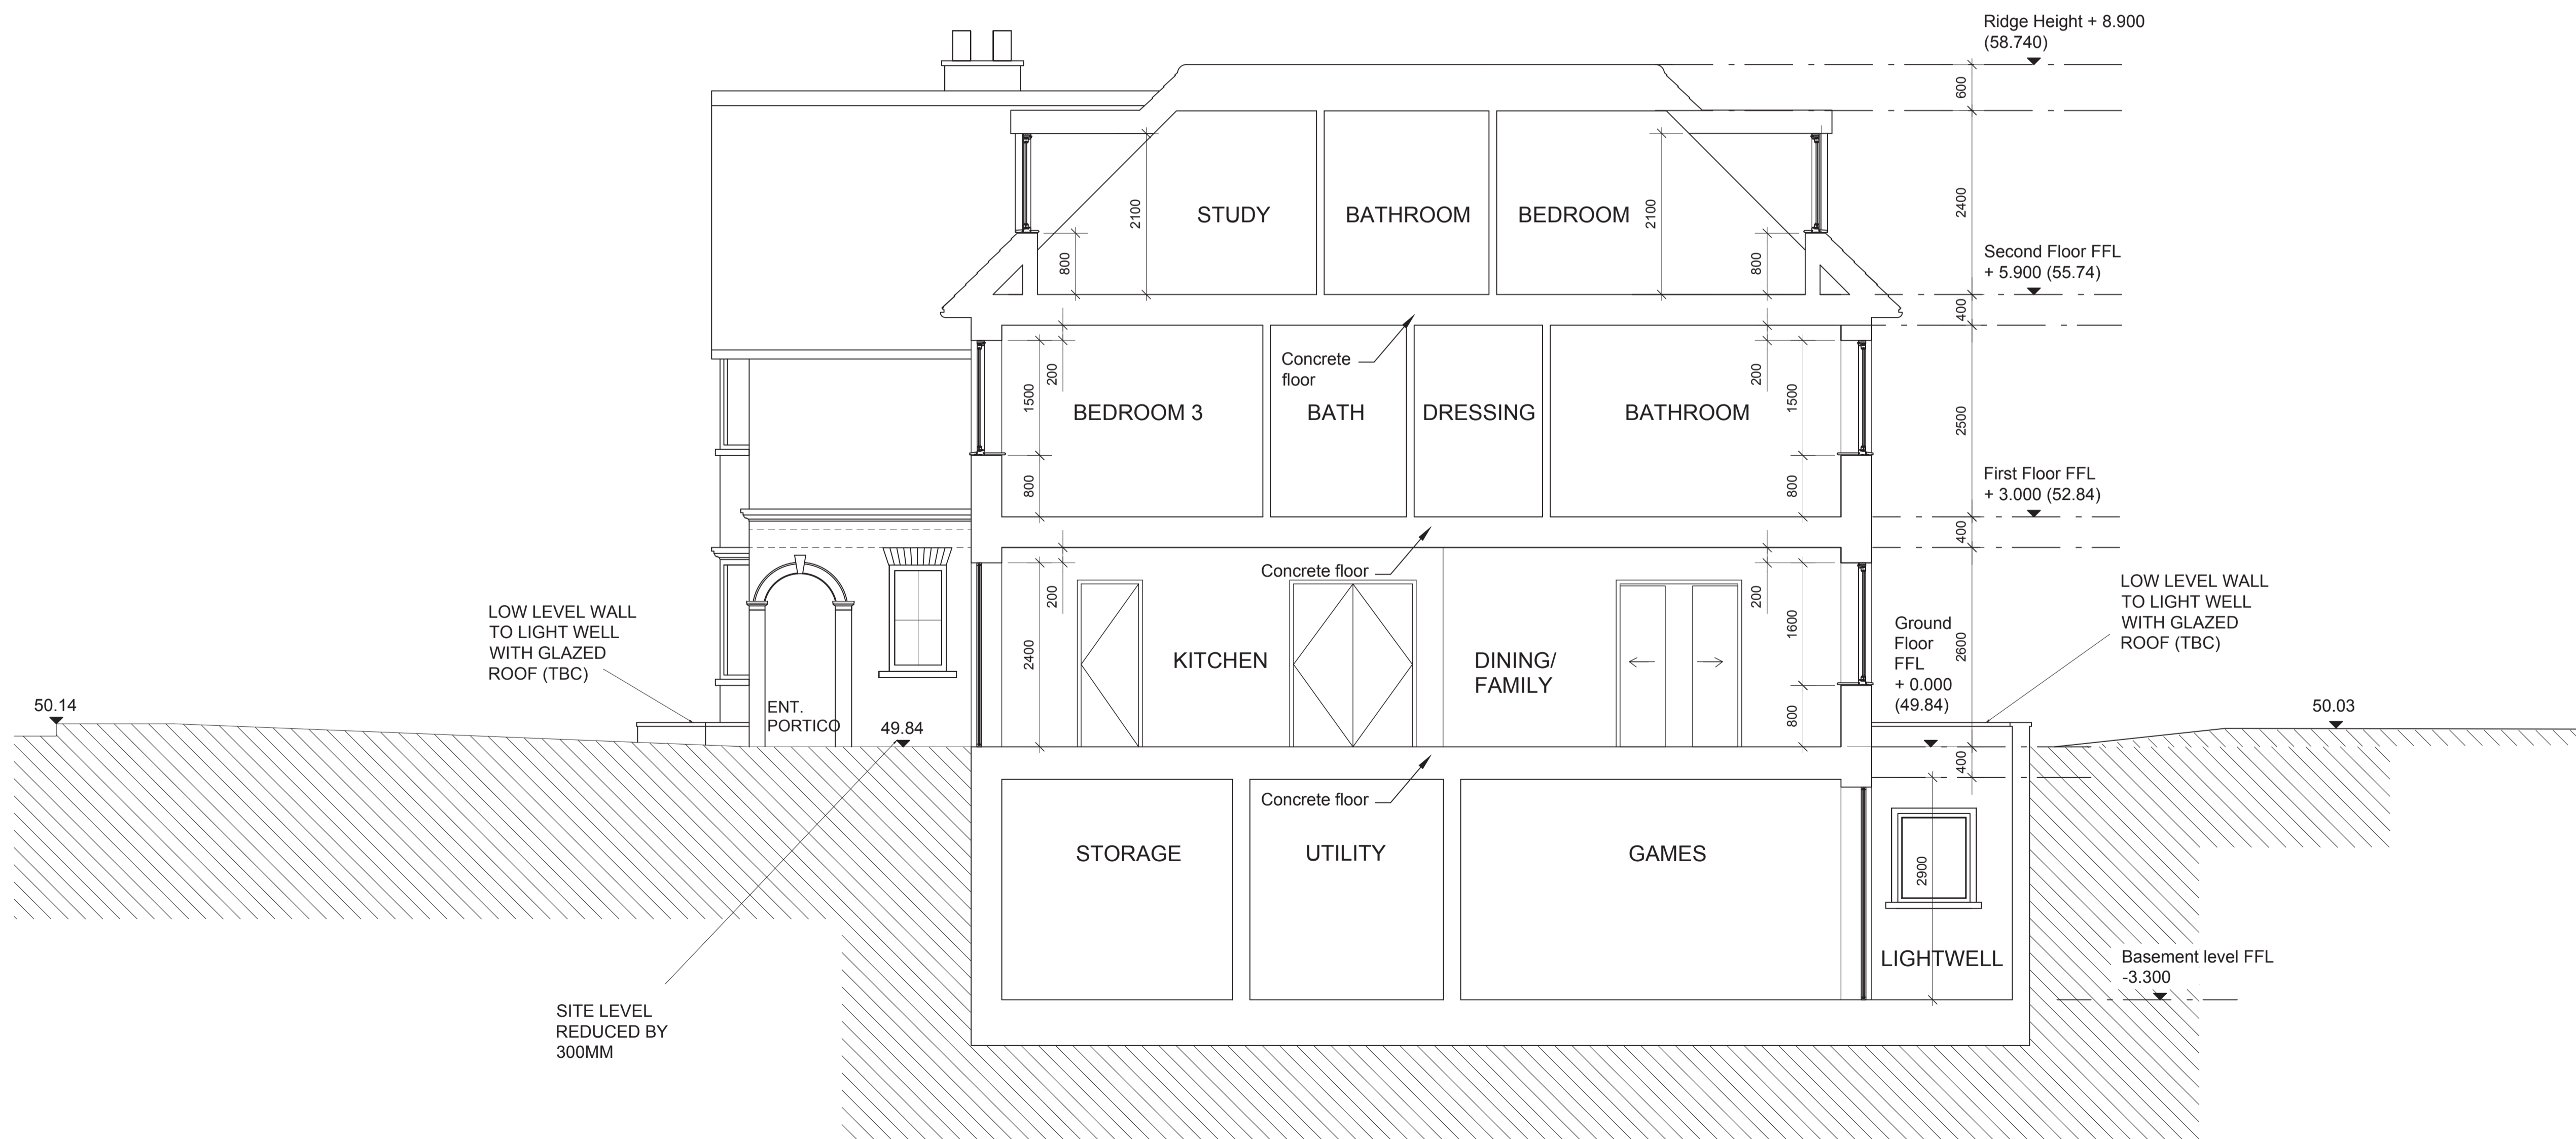 Ridge Height + 8.900
(58.740)
600
2400
STUDY
BATHROOM
BEDROOM
2100
2100
800
800
Second Floor FFL
+ 5.900 (55.74)
400
Concrete
floor
200
200
1500
1500
2500
BEDROOM 3
BATH
DRESSING
BATHROOM
800
800
First Floor FFL
+ 3.000 (52.84)
400
Concrete floor
200
200
1600
2400
2600
KITCHEN
DINING/
FAMILY
800
Ground
Floor
FFL
+ 0.000
(49.84)
LOW LEVEL WALL
TO LIGHT WELL
WITH GLAZED
ROOF (TBC)
LOW LEVEL WALL
TO LIGHT WELL
WITH GLAZED
ROOF (TBC)
50.14
ENT.
PORTICO
49.84
50.03
400
Concrete floor
STORAGE
UTILITY
GAMES
2900
LIGHTWELL
Basement level FFL
-3.300
SITE LEVEL
REDUCED BY
300MM